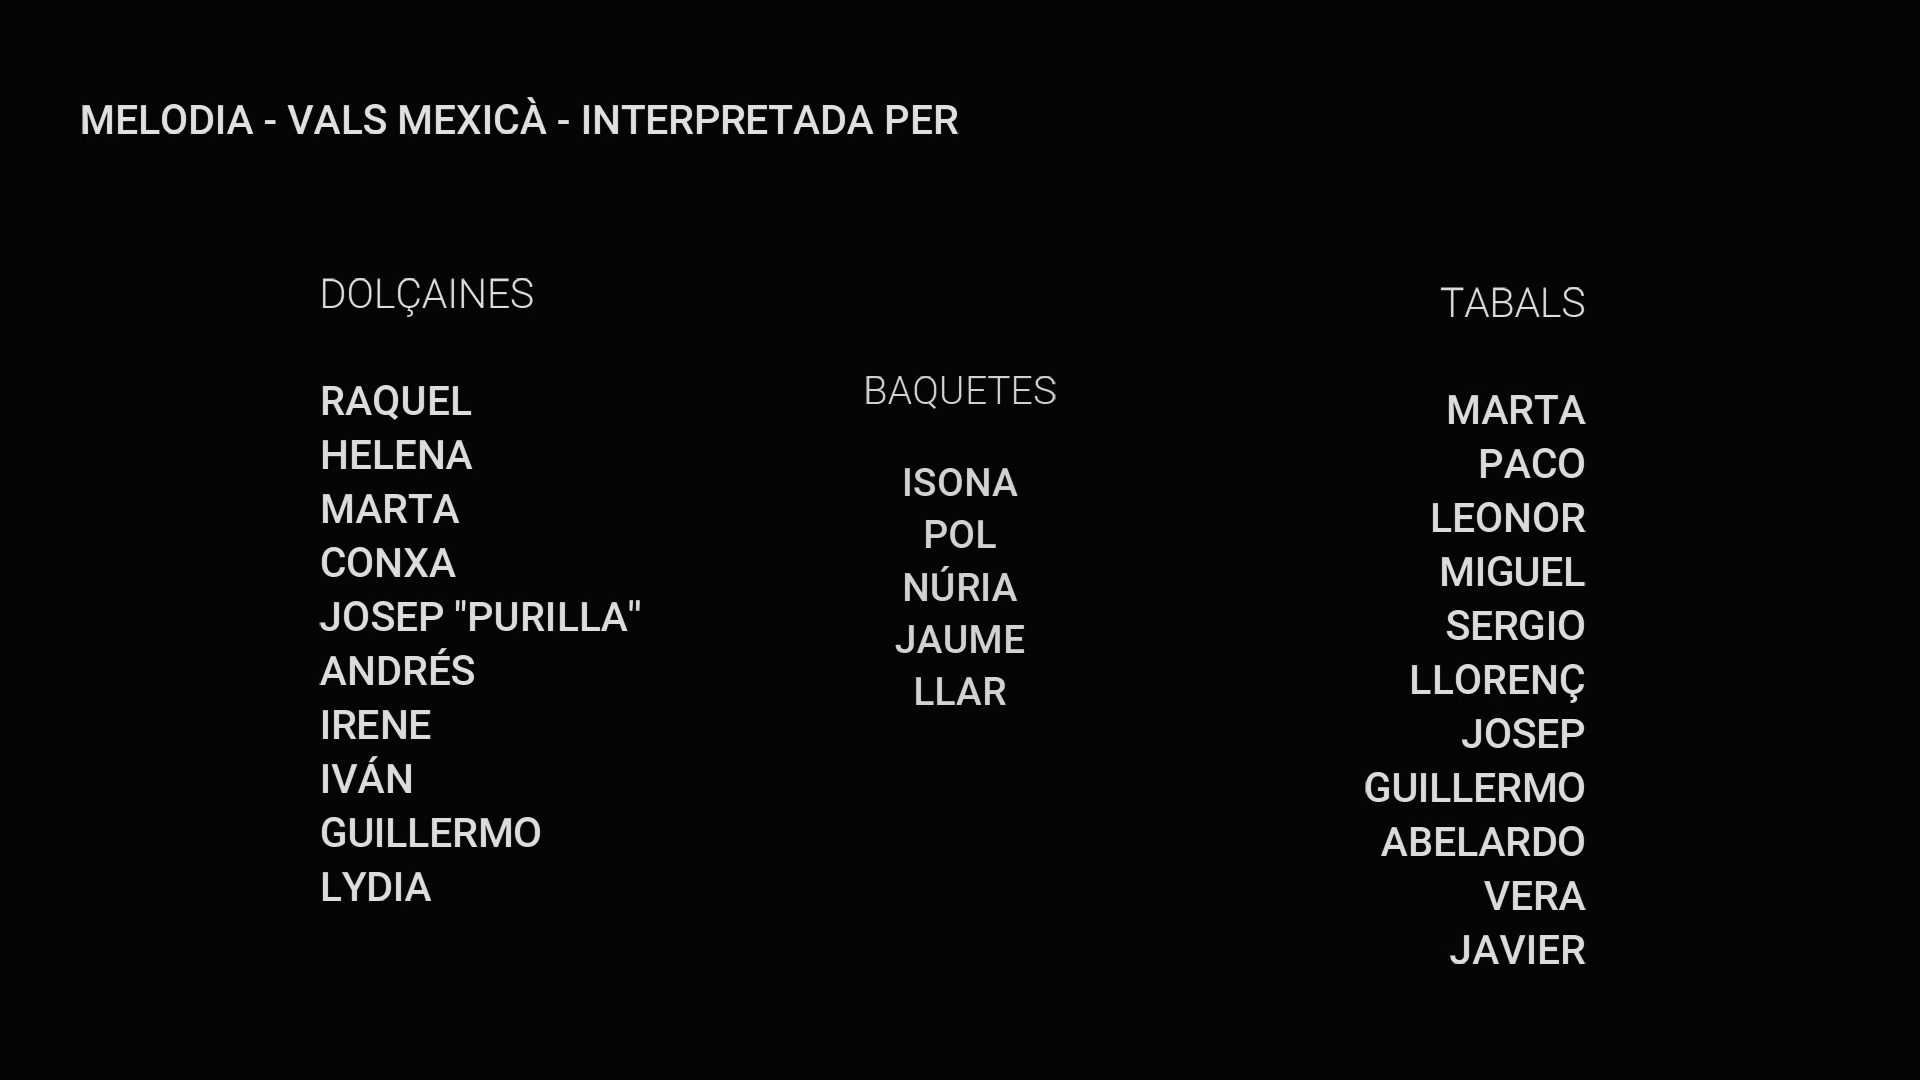 MELODIA - VALS MEXICÀ - INTERPRETADA PER
DOLÇAINES
RAQUEL
HELENA
MARTA
CONXA
JOSEP "PURILLA"
ANDRÉS
IRENE
IVÁN
GUILLERMO
LYDIA
BAQUETES
ISONA
POL
NÚRIA
JAUME
LLAR
TABALS
MARTA
PACO
LEONOR
MIGUEL
SERGIO
LLORENÇ
JOSEP
GUILLERMO
ABELARDO
VERA
JAVIER